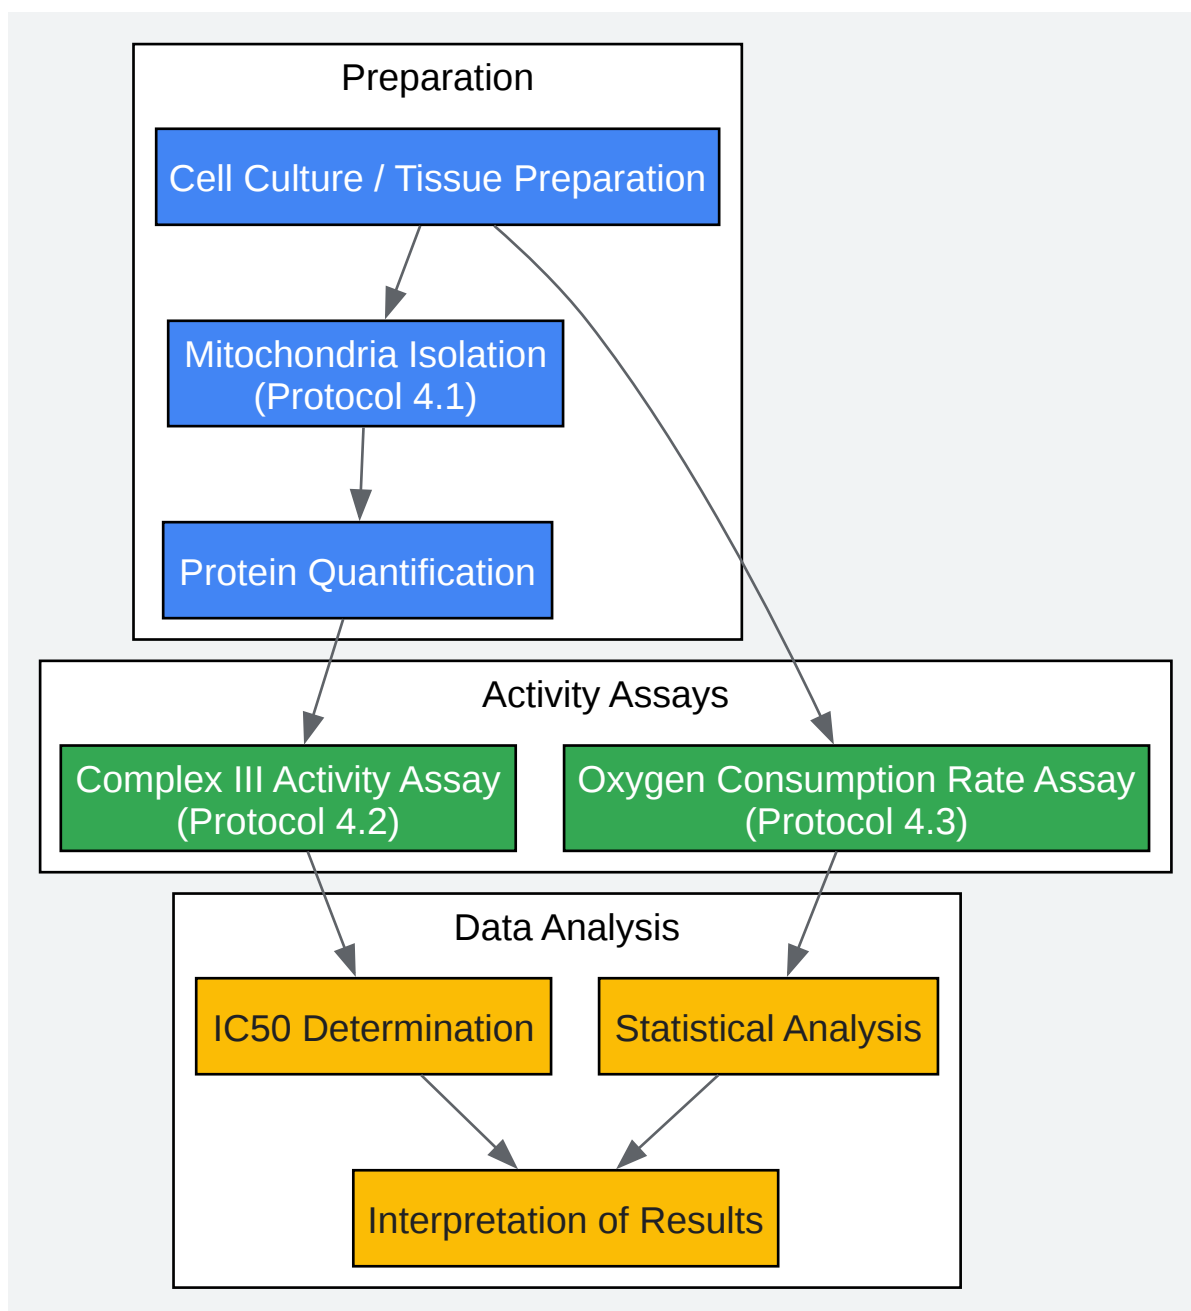 Preparation
Cell Culture / Tissue Preparation
Mitochondria Isolation
(Protocol 4.1)
Protein Quantification
Activity Assays
Complex III Activity Assay
(Protocol 4.2)
Oxygen Consumption Rate Assay
(Protocol 4.3)
Data Analysis
IC50 Determination
Statistical Analysis
Interpretation of Results